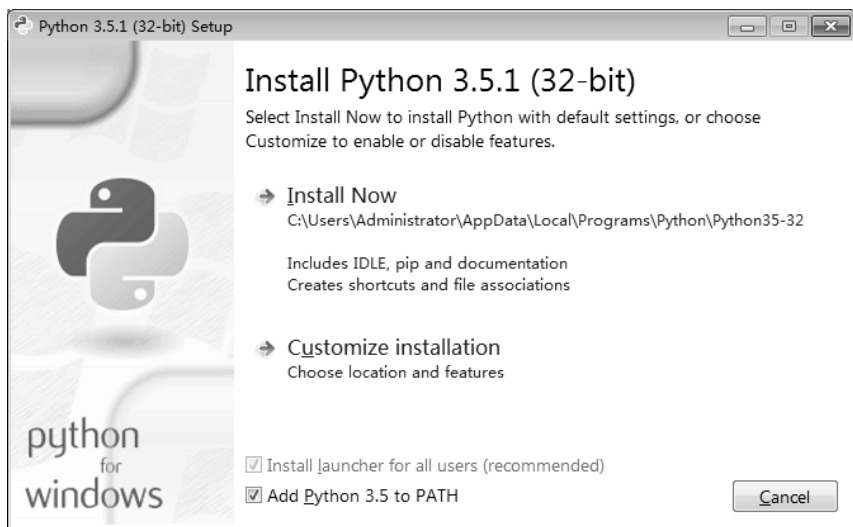 Python 3.5.1 (32-bit) Setup
Install Python 3.5.1 (32-bit)
Select Install Now to install Python with default settings, or choose
Customize to enable or disable features.
Install Now
C:\Users\Administrator\AppData\Local\Programs\Python\Python35-32
Includes IDLE, pip and documentation
Creates shortcuts and file associations
Customize installation
Choose location and features
python
for
windows
Install launcher for all users (recommended)
Add Python 3.5 to PATH
Cancel